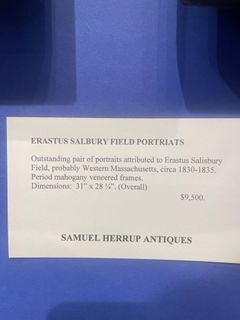 ERASTUS SALBURY FIELD PORTRIATS
Outstanding pair of portraits attributed to Erastus Salisbury
Field, probably Western Massachusetts, circa 1830-1835.
Period mahogany veneered frames.
Dimensions: 31" x 28 ¼". (Overall)
$9,500.
SAMUEL HERRUP ANTIQUES